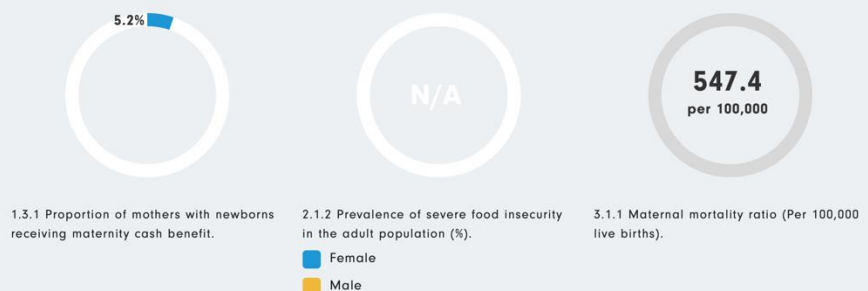 5.2%
N/A
547.4
per 100,000
1.3.1 Proportion of mothers with newborns
receiving maternity cash benefit.
2.1.2 Prevalence of severe food insecurity
in the adult population (%).
Female
Male
3.1.1 Maternal mortality ratio (Per 100,000
live births).